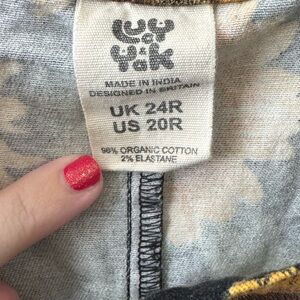 Lucy
&
Yak
MADE IN INDIA
DESIGNED IN BRITAIN
UK 24R
US 20R
98% ORGANIC COTTON
2% ELASTANE